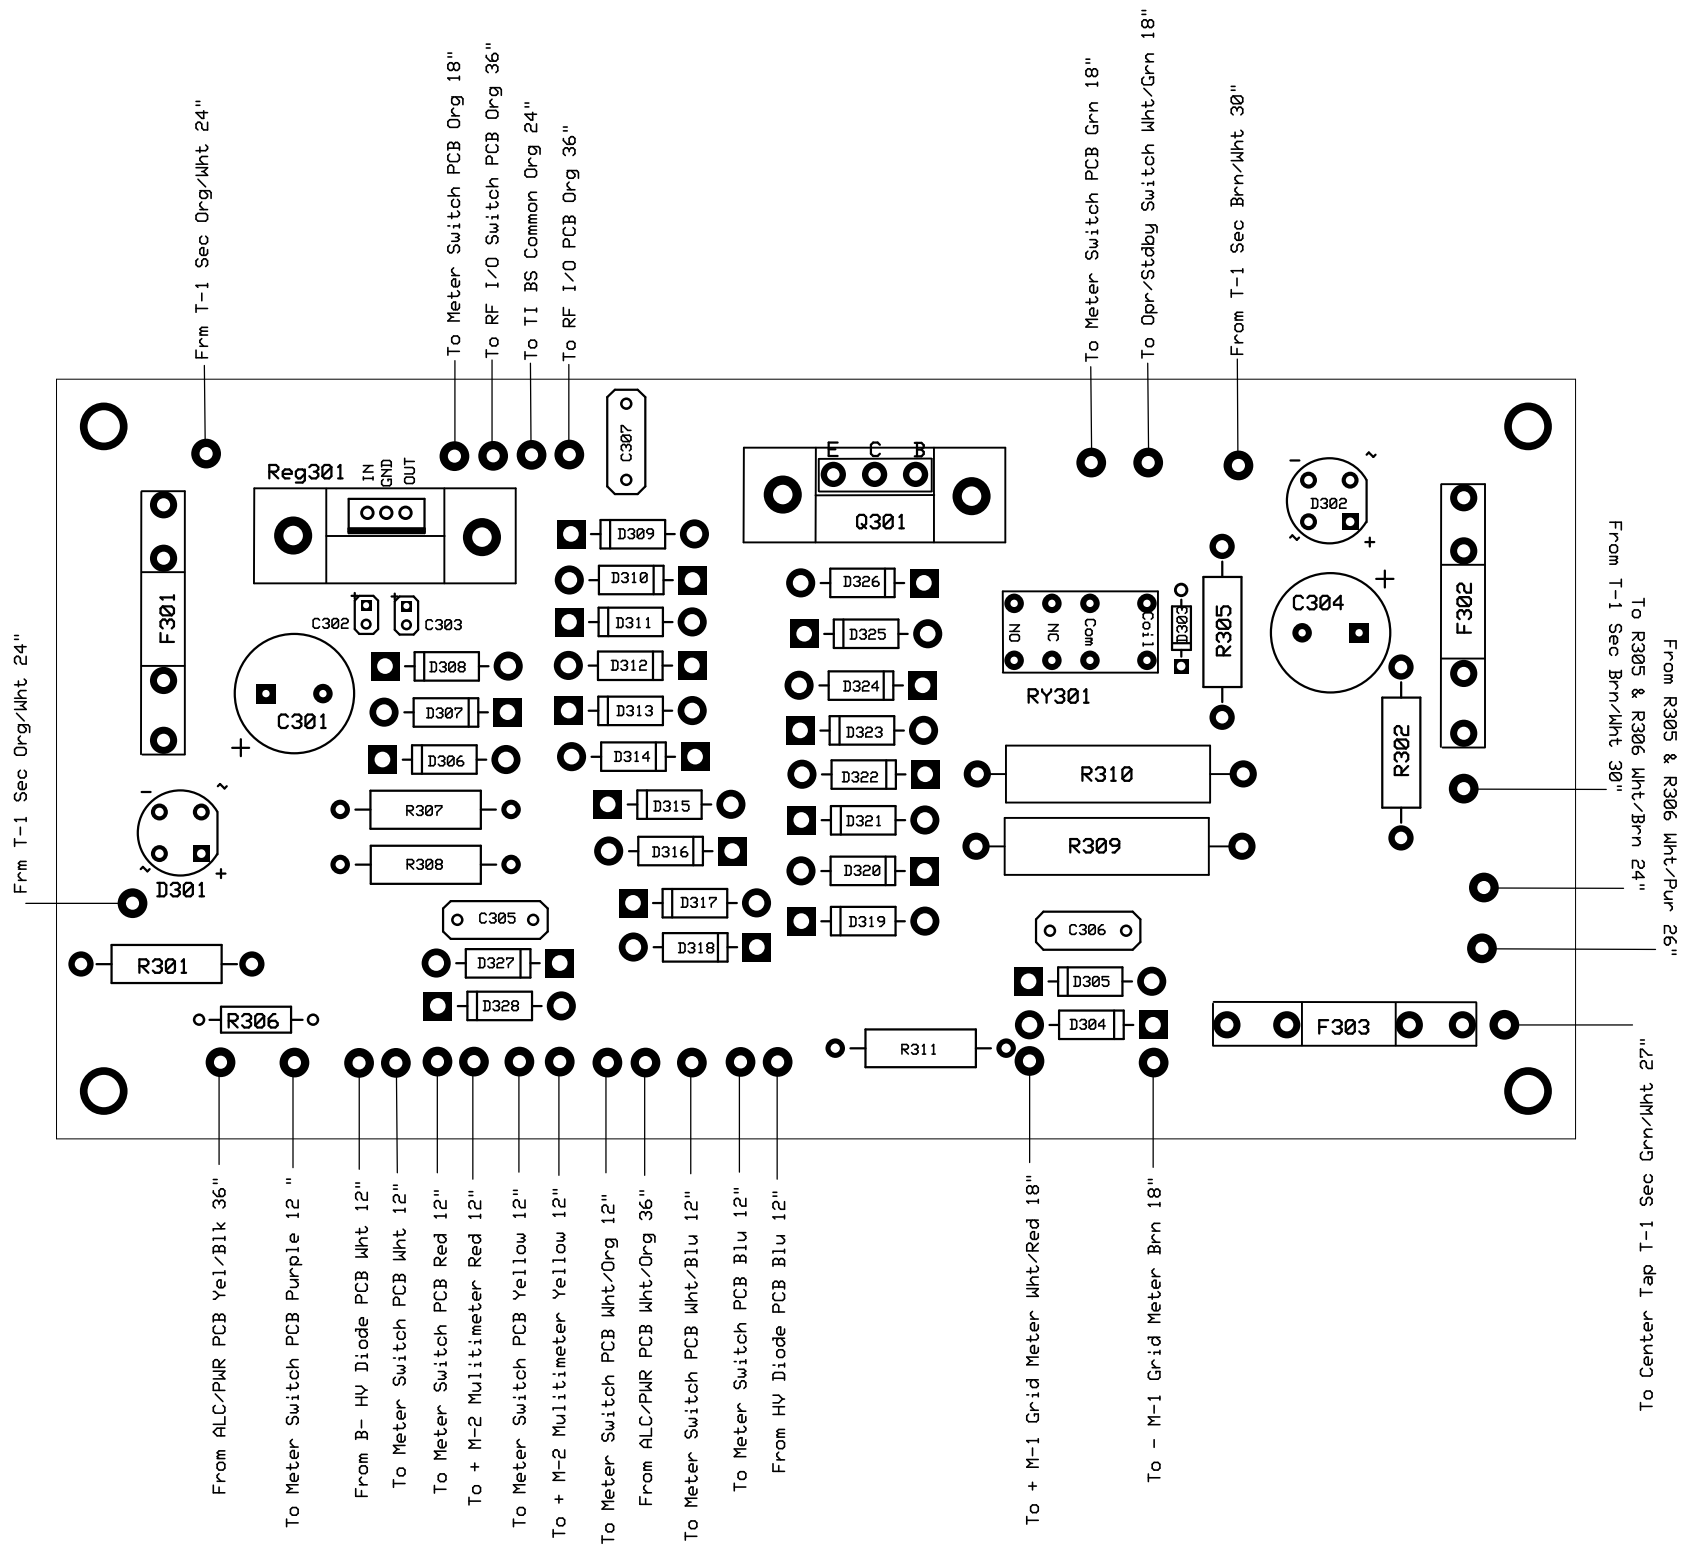 Frm T-1 Sec Org/Wht 24"
To Meter Switch PCB Org 18"
To RF I/O Switch PCB Org 36"
To TI BS Common Org 24"
To RF I/O PCB Org 36"
To Meter Switch PCB Grn 18"
To Opr/Stdby Switch Wht/Grn 18"
From T-1 Sec Brn/Wht 30"
Reg301
IN
GND
OUT
C307
E C B
Q301
- ~
D302
~ +
F301
D309
D310
D311
D312
D313
D314
D315
D316
D317
D318
+ +
C302
C303
D308
D307
D306
C301
+
R307
R308
- ~
~ +
D301
Frm T-1 Sec Org/Wht 24"
R301
R306
C305
D327
D328
D326
D325
D324
D323
D322
D321
D320
D319
NO
NC
Com
Coil
RY301
D303
R305
C304
+
F302
R302
R310
R309
C306
D305
D304
R311
F303
From T-1 Sec Brn/Wht 30"
To R305 & R306 Wht/Brn 24"
From R305 & R306 Wht/Pur 26"
To Center Tap T-1 Sec Grn/Wht 27"
From ALC/PWR PCB Yel/Blk 36"
To Meter Switch PCB Purple 12 "
From B- HV Diode PCB Wht 12"
To Meter Switch PCB Wht 12"
To Meter Switch PCB Red 12"
To + M-2 Mulitimeter Red 12"
To Meter Switch PCB Yellow 12"
To + M-2 Mulitimeter Yellow 12"
To Meter Switch PCB Wht/Org 12"
From ALC/PWR PCB Wht/Org 36"
To Meter Switch PCB Wht/Blu 12"
To Meter Switch PCB Blu 12"
From HV Diode PCB Blu 12"
To + M-1 Grid Meter Wht/Red 18"
To - M-1 Grid Meter Brn 18"